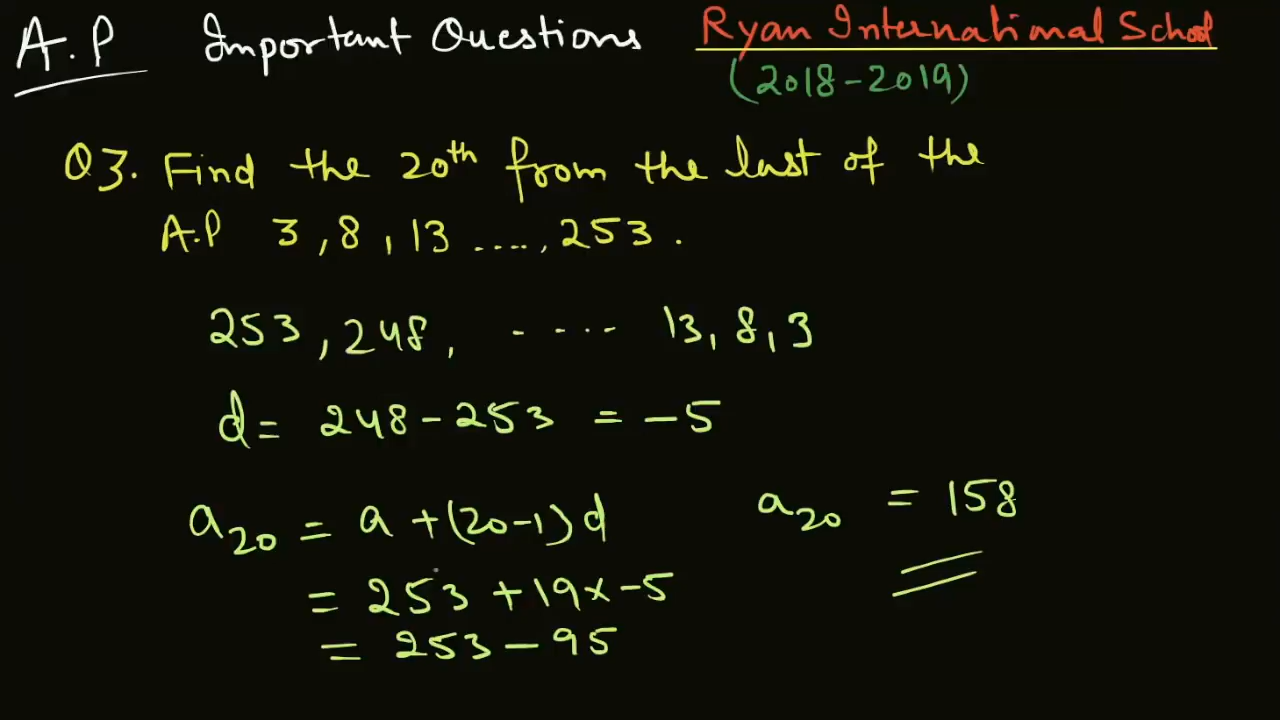 A.P Important Questions Ryan International School
(2018-2019)
Q3. Find the 20th from the last of the
A.P 3, 8, 13 ...., 253.
253, 248, ..... 13, 8, 3
d = 248 - 253 = -5
a20 = a + (20-1)d
a20 = 158
= 253 + 19x-5
= 253 - 95